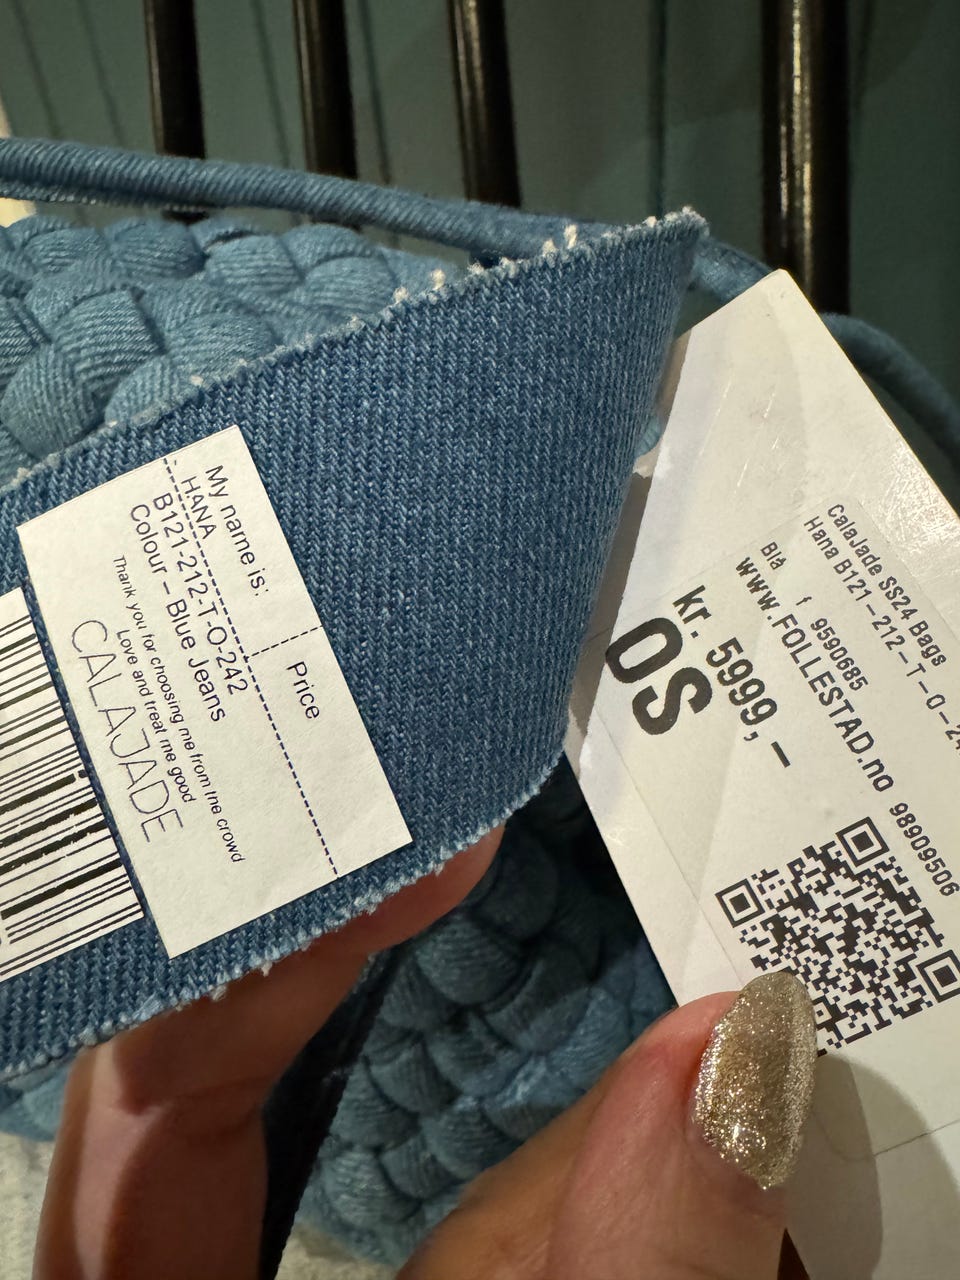 My name is:
HANA
B121-212-T-O-242
Colour - Blue Jeans
Price
Thank you for choosing me from the crowd
Love and treat me good
CALAJADE
CalaJade SS24 Bags
Hana B121-212-T-O-24
Blå
f 9590685
www.FOLLESTAD.no 98909506
kr. 5999,-
OS